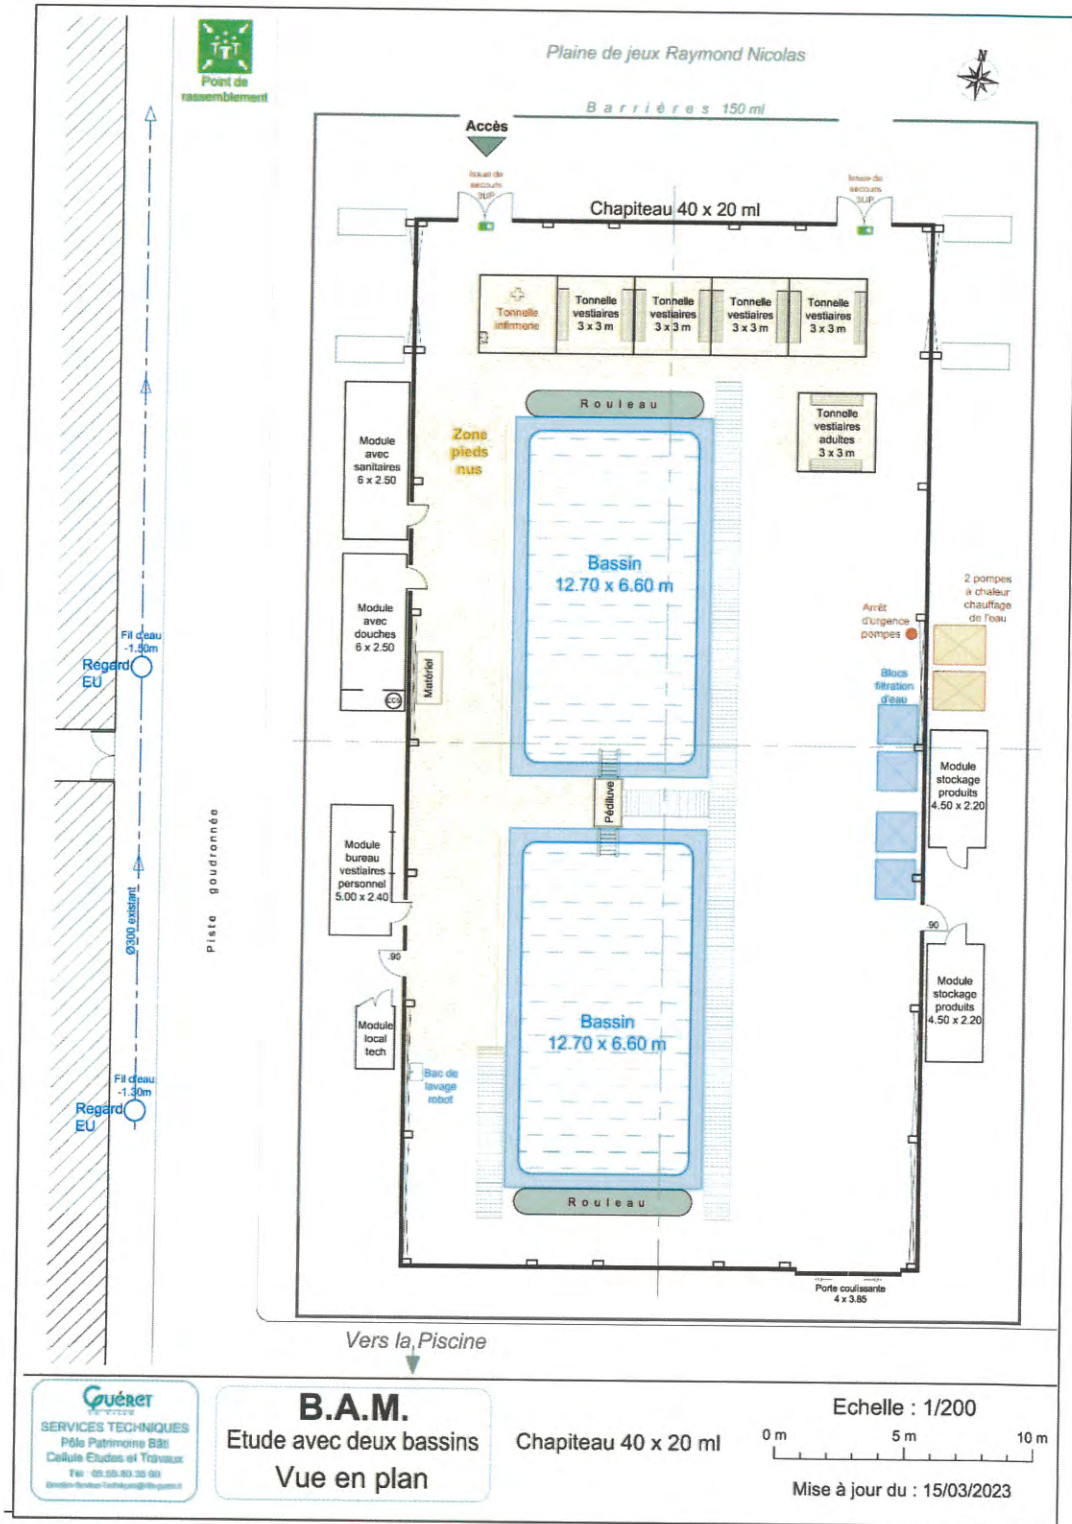 Point de
rassemblement
Plaine de jeux Raymond Nicolas
N
Barrières 150 ml
Accès
Issue de
secours
3UP
Issue de
secours
3UP
Chapiteau 40 x 20 ml
Tonnelle
infirmerie
Tonnelle
vestiaires
3 x 3 m
Tonnelle
vestiaires
3 x 3 m
Tonnelle
vestiaires
3 x 3 m
Tonnelle
vestiaires
3 x 3 m
Rouleau
Tonnelle
vestiaires
adultes
3 x 3 m
Zone
pieds
nus
Module
avec
sanitaires
6 x 2.50
Bassin
12.70 x 6.60 m
Module
avec
douches
6 x 2.50
ECS
Matériel
2 pompes
à chaleur
chauffage
de l'eau
Arrêt
d'urgence
pompes
Blocs
filtration
d'eau
Fil d'eau
-1.50m
Regard
EU
Module
stockage
produits
4.50 x 2.20
Pédiluve
Module
bureau
vestiaires
personnel
5.00 x 2.40
Piste goudronnée
Ø300 existant
.90
.90
Module
stockage
produits
4.50 x 2.20
Module
local
tech
Bassin
12.70 x 6.60 m
Bac de
lavage
robot
Fil d'eau
-1.30m
Regard
EU
Rouleau
Porte coulissante
4 x 3.85
Vers la Piscine
GUÉRET
SERVICES TECHNIQUES
Pôle Patrimoine Bâti
Cellule Etudes et Travaux
B.A.M.
Etude avec deux bassins
Vue en plan
Chapiteau 40 x 20 ml
Echelle : 1/200
0 m
5 m
10 m
Mise à jour du : 15/03/2023